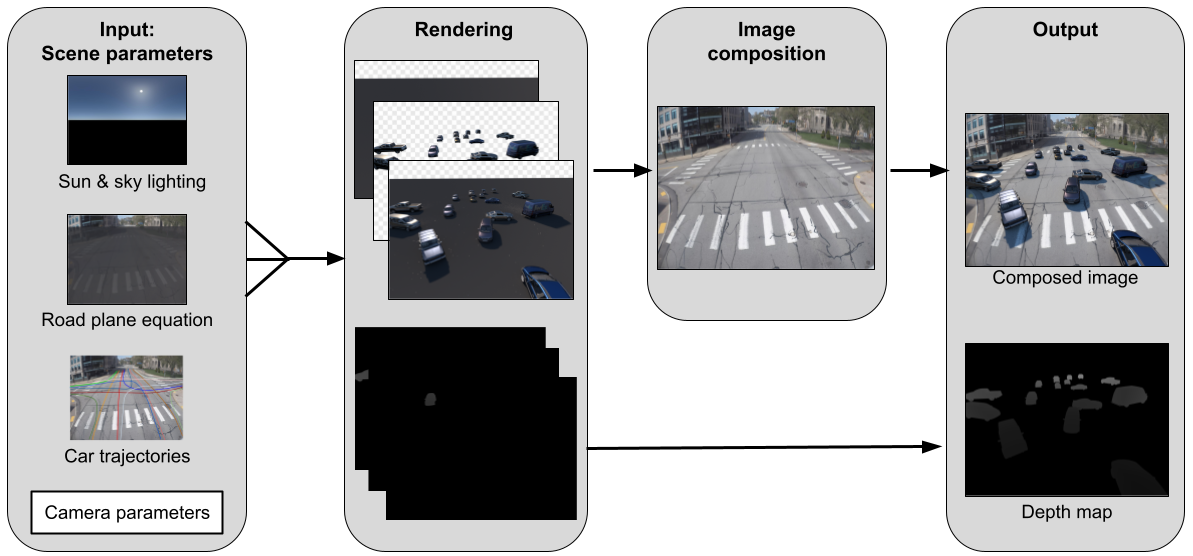 Input:
Scene parameters
Sun & sky lighting
Road plane equation
Car trajectories
Camera parameters
Rendering
Image
composition
Output
Composed image
Depth map